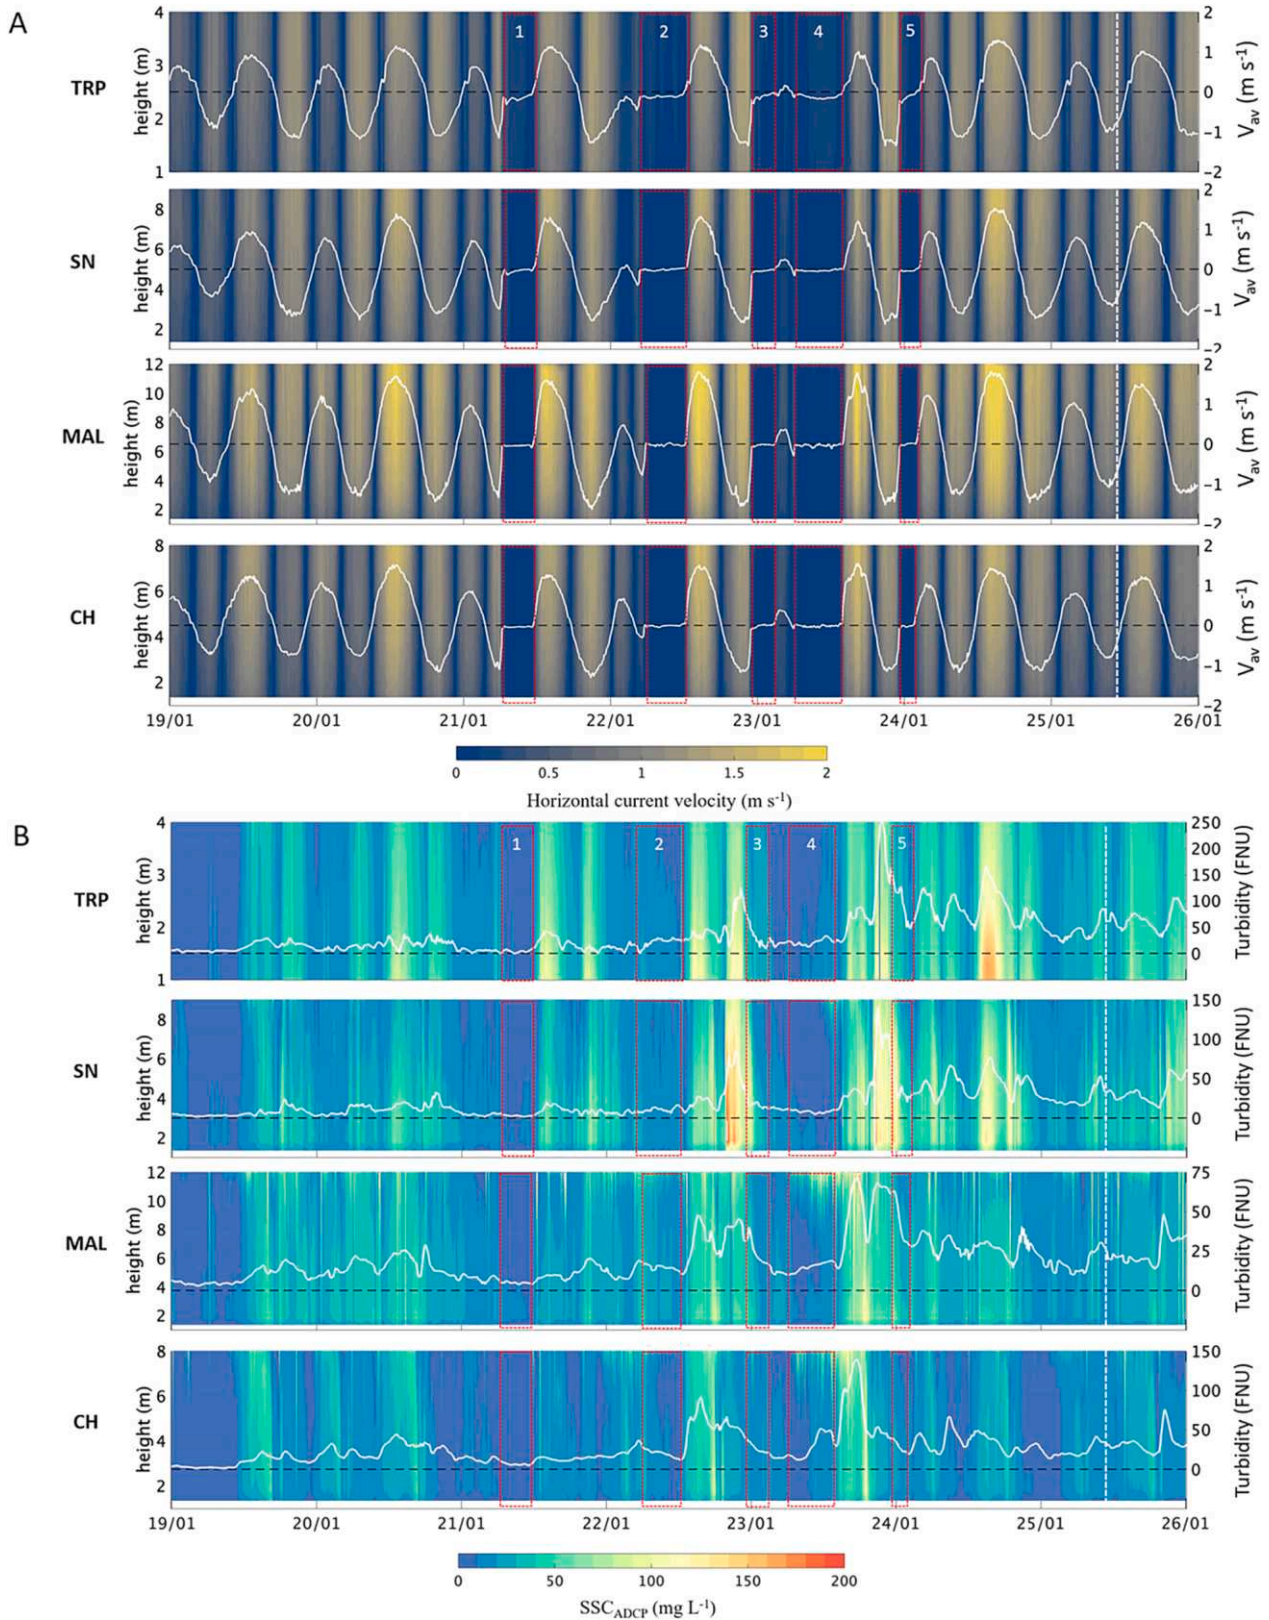 A
TRP
height (m)
4
3
2
1
1
2
3
4
5
2
1
0
−1
−2
V_av (m s⁻¹)
SN
height (m)
8
6
4
2
2
1
0
−1
−2
V_av (m s⁻¹)
MAL
height (m)
12
10
8
6
4
2
2
1
0
−1
−2
V_av (m s⁻¹)
CH
height (m)
8
6
4
2
2
1
0
−1
−2
V_av (m s⁻¹)
19/01 20/01 21/01 22/01 23/01 24/01 25/01 26/01
0 0.5 1 1.5 2
Horizontal current velocity (m s⁻¹)
B
TRP
height (m)
4
3
2
1
1
2
3
4
5
250
200
150
100
50
0
Turbidity (FNU)
SN
height (m)
8
6
4
2
150
100
50
0
Turbidity (FNU)
MAL
height (m)
12
10
8
6
4
2
75
50
25
0
Turbidity (FNU)
CH
height (m)
8
6
4
2
150
100
50
0
Turbidity (FNU)
19/01 20/01 21/01 22/01 23/01 24/01 25/01 26/01
0 50 100 150 200
SSC_ADCP (mg L⁻¹)